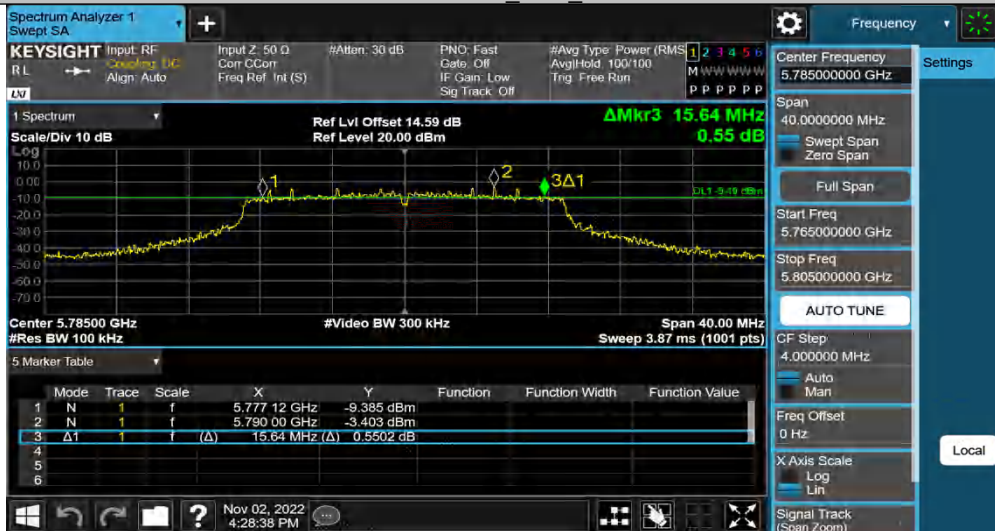 Spectrum Analyzer 1
Swept SA
Frequency
KEYSIGHT Input: RF Input Z: 50 Ω #Atten: 30 dB PNO: Fast #Avg Type: Power (RMS 1 2 3 4 5 6
RL Coupling: DC Corr CCorr Gate: Off Avg|Hold: 100/100 M W W W W W
Align: Auto Freq Ref: Int (S) IF Gain: Low Trig: Free Run
LXI Sig Track: Off P P P P P P
Center Frequency
5.785000000 GHz
Settings
Span
40.0000000 MHz
Swept Span
Zero Span
Full Span
Start Freq
5.765000000 GHz
Stop Freq
5.805000000 GHz
AUTO TUNE
CF Step
4.000000 MHz
Auto
Man
Freq Offset
0 Hz
X Axis Scale
Log
Lin
Signal Track
(Span Zoom)
Local
1 Spectrum
Scale/Div 10 dB
Ref Lvl Offset 14.59 dB
Ref Level 20.00 dBm
ΔMkr3 15.64 MHz
0.55 dB
Log
10.0
0.00
-10.0
-20.0
-30.0
-40.0
-50.0
-60.0
-70.0
1
2
3Δ1
DL1 -9.40 dBm
Center 5.78500 GHz #Video BW 300 kHz Span 40.00 MHz
#Res BW 100 kHz Sweep 3.87 ms (1001 pts)
5 Marker Table
Mode Trace Scale X Y Function Function Width Function Value
1 N 1 f 5.777 12 GHz -9.385 dBm
2 N 1 f 5.790 00 GHz -3.403 dBm
3 Δ1 1 f (Δ) 15.64 MHz (Δ) 0.5502 dB
4
5
6
?
Nov 02, 2022
4:28:38 PM